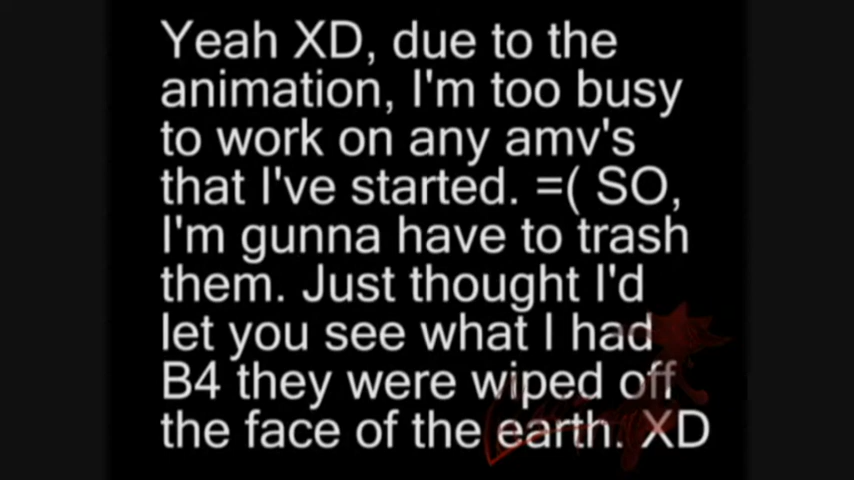 Yeah XD, due to the
animation, I'm too busy
to work on any amv's
that I've started. =( SO,
I'm gunna have to trash
them. Just thought I'd
let you see what I had
B4 they were wiped off
the face of the earth. XD